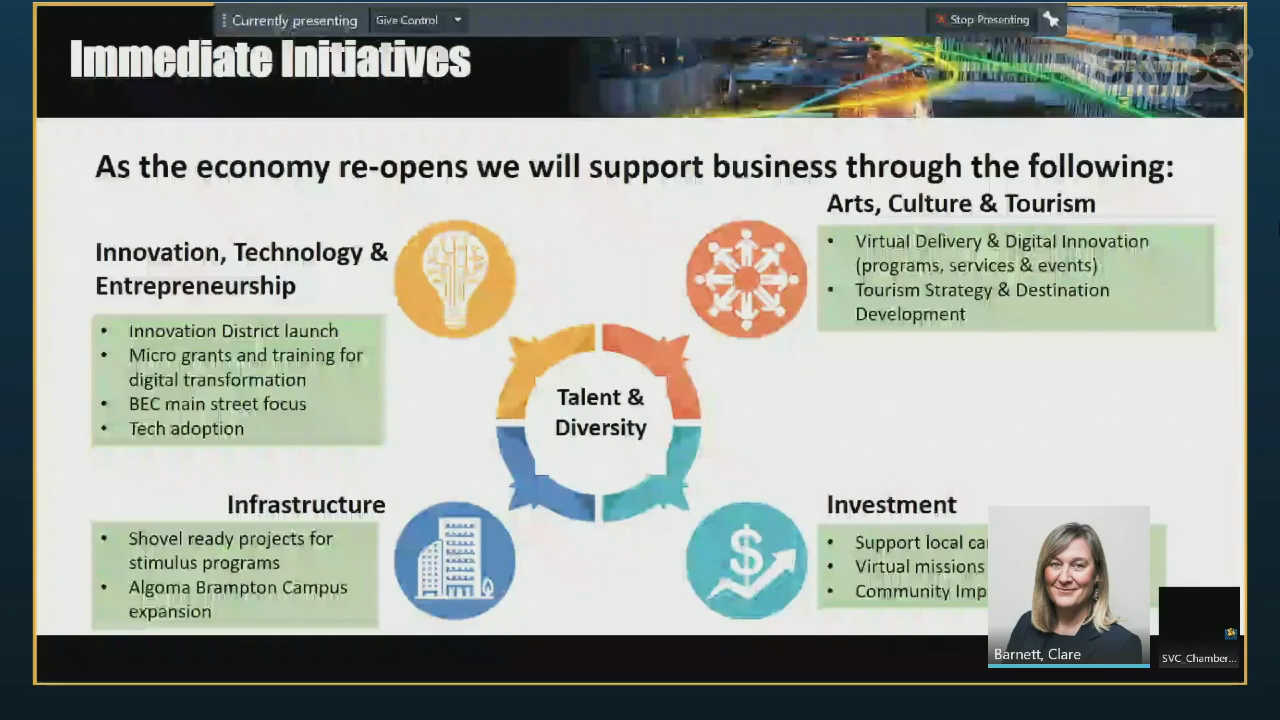 Currently presenting
Give Control
Stop Presenting
Immediate Initiatives
skype
As the economy re-opens we will support business through the following:
Innovation, Technology &
Entrepreneurship
• Innovation District launch
• Micro grants and training for
digital transformation
• BEC main street focus
• Tech adoption
Arts, Culture & Tourism
• Virtual Delivery & Digital Innovation
(programs, services & events)
• Tourism Strategy & Destination
Development
Talent &
Diversity
Infrastructure
• Shovel ready projects for
stimulus programs
• Algoma Brampton Campus
expansion
Investment
• Support local
• Virtual missions
• Community
Barnett, Clare
SVC_Chamber...